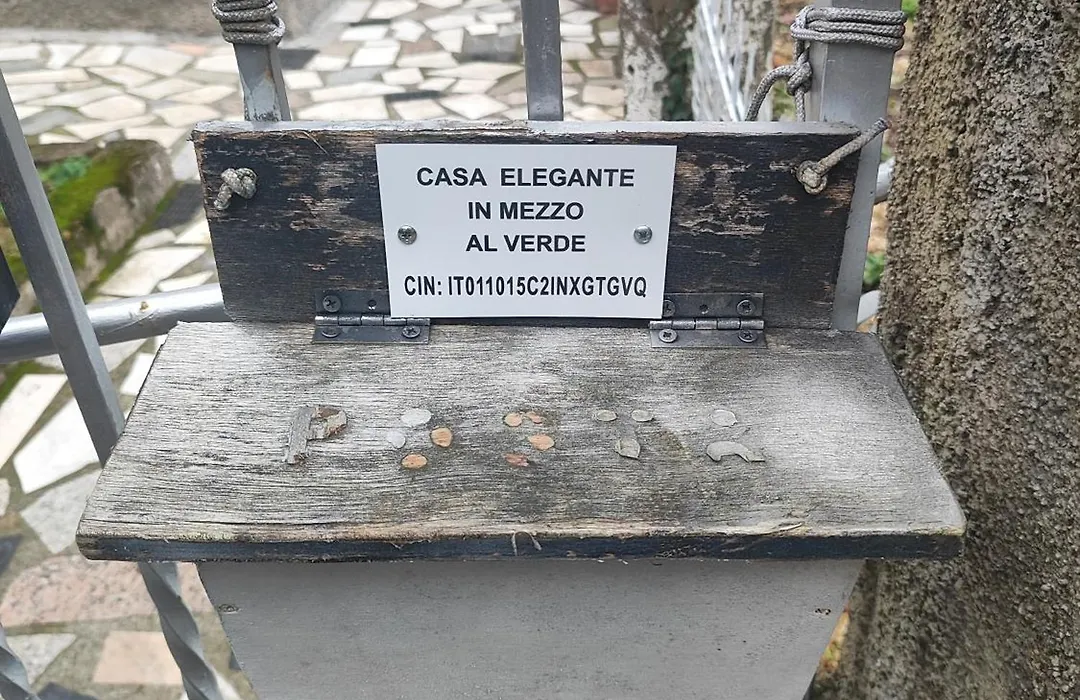 CASA ELEGANTE
IN MEZZO
AL VERDE
CIN: IT011015C2INXGTGVQ